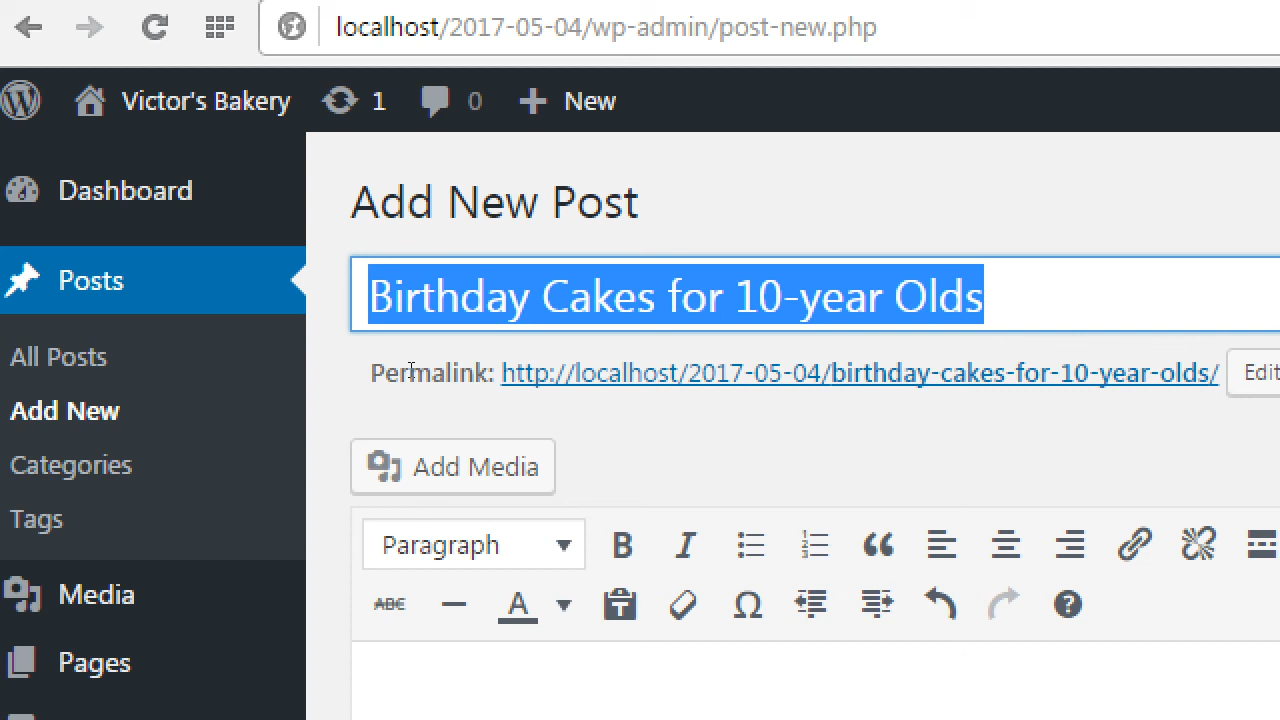 localhost/2017-05-04/wp-admin/post-new.php
Victor's Bakery 1 0 New
Dashboard
Posts
All Posts
Add New
Categories
Tags
Media
Pages
Add New Post
Birthday Cakes for 10-year Olds
Permalink: http://localhost/2017-05-04/birthday-cakes-for-10-year-olds/ Edit
Add Media
Paragraph B I
ABC A Ω ?